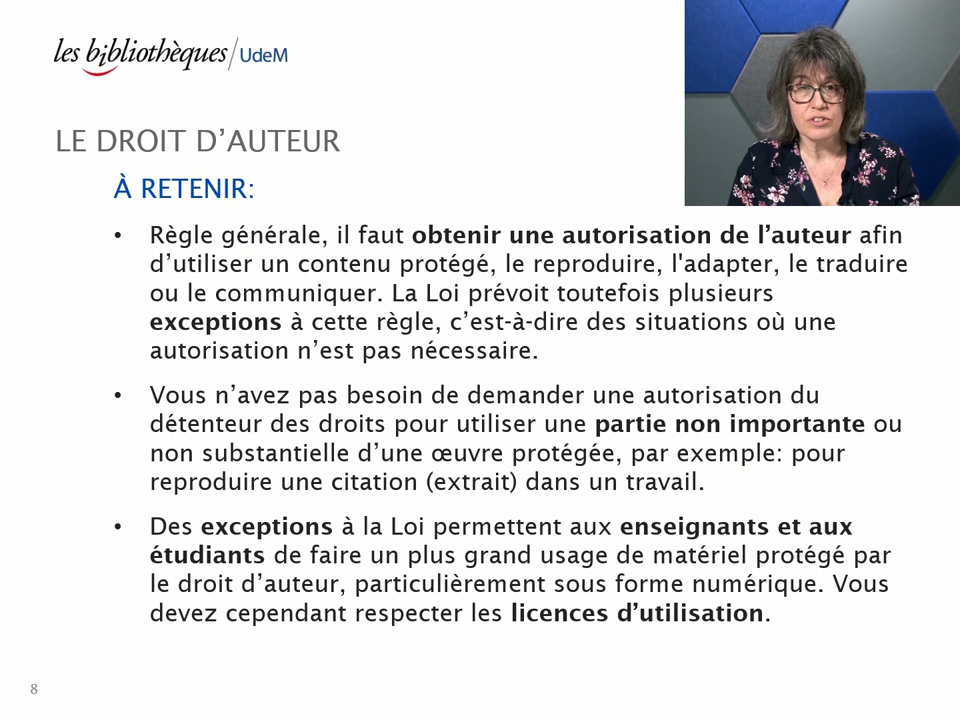 les bibliothèques/UdeM
LE DROIT D’AUTEUR
À RETENIR:
• Règle générale, il faut obtenir une autorisation de l’auteur afin
d’utiliser un contenu protégé, le reproduire, l'adapter, le traduire
ou le communiquer. La Loi prévoit toutefois plusieurs
exceptions à cette règle, c’est-à-dire des situations où une
autorisation n’est pas nécessaire.
• Vous n’avez pas besoin de demander une autorisation du
détenteur des droits pour utiliser une partie non importante ou
non substantielle d’une œuvre protégée, par exemple: pour
reproduire une citation (extrait) dans un travail.
• Des exceptions à la Loi permettent aux enseignants et aux
étudiants de faire un plus grand usage de matériel protégé par
le droit d’auteur, particulièrement sous forme numérique. Vous
devez cependant respecter les licences d’utilisation.
8